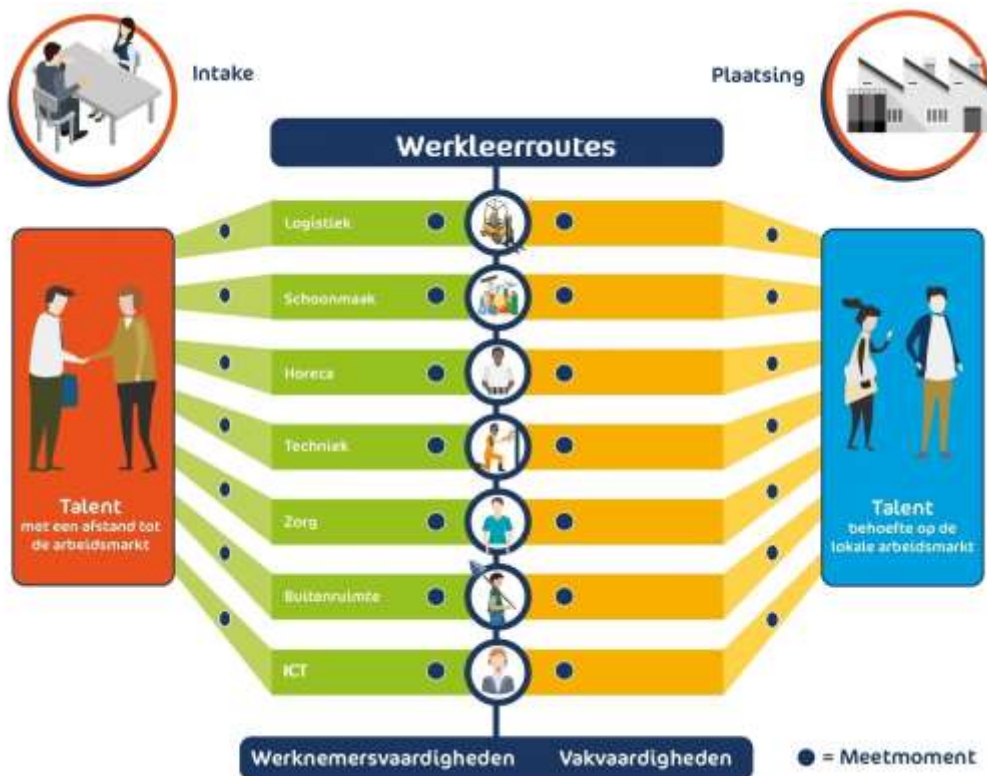 Intake
Plaatsing
Werkleerroutes
Logistiek
Schoonmaak
Horeca
Techniek
Zorg
Buitenruimte
ICT
Talent
met een afstand tot
de arbeidsmarkt
Talent
behoefte op de
lokale arbeidsmarkt
Werknemersvaardigheden
Vakvaardigheden
= Meetmoment